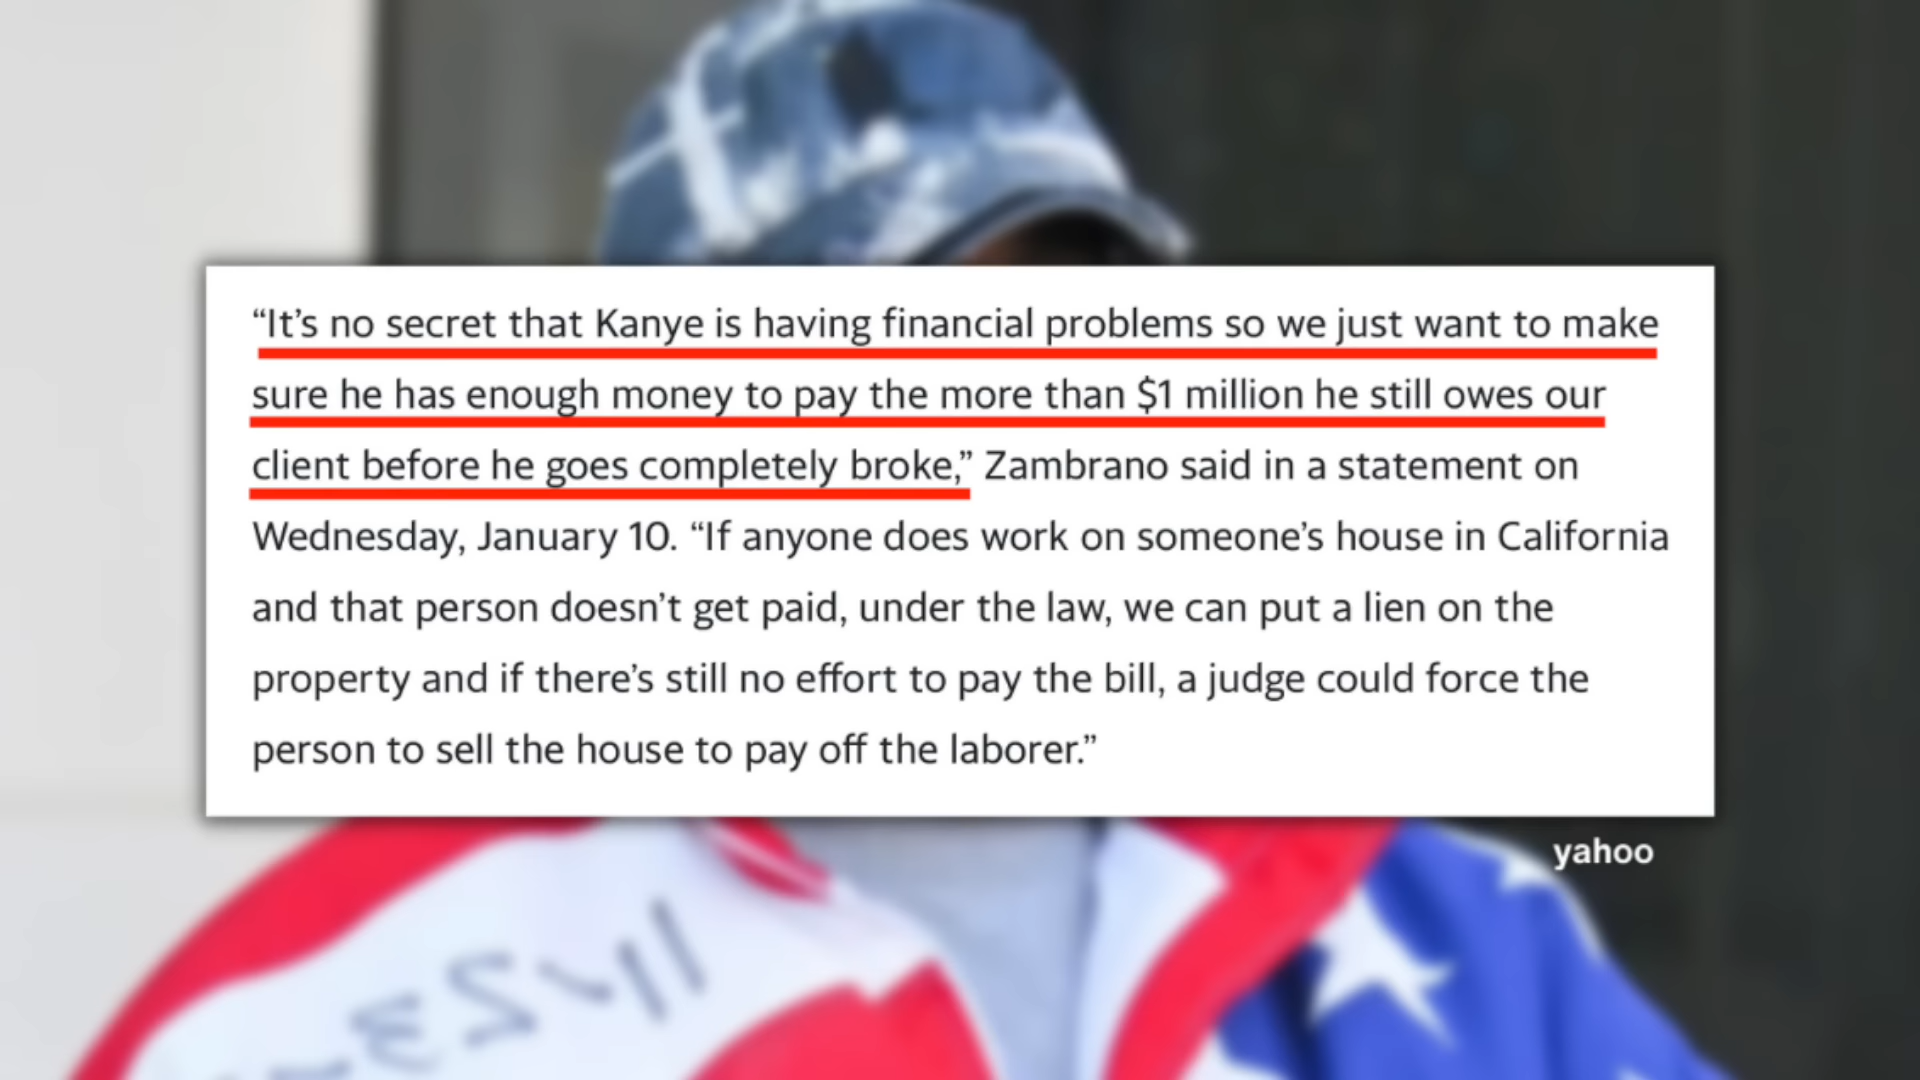 “It’s no secret that Kanye is having financial problems so we just want to make
sure he has enough money to pay the more than $1 million he still owes our
client before he goes completely broke,” Zambrano said in a statement on
Wednesday, January 10. “If anyone does work on someone’s house in California
and that person doesn’t get paid, under the law, we can put a lien on the
property and if there’s still no effort to pay the bill, a judge could force the
person to sell the house to pay off the laborer.”
yahoo